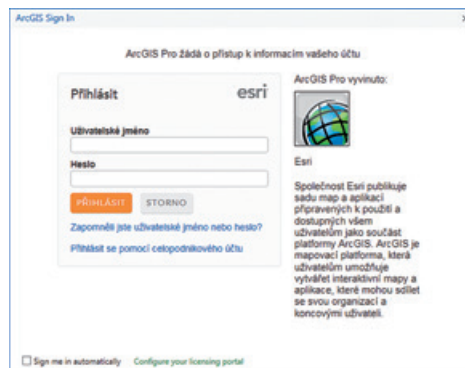 ArcGIS Sign In
ArcGIS Pro žádá o přístup k informacím vašeho účtu
Přihlásit
esri
Uživatelské jméno
Heslo
PŘIHLÁSIT STORNO
Zapomněli jste uživatelské jméno nebo heslo?
Přihlásit se pomocí celopodnikového účtu
ArcGIS Pro vyvinuto:
Esri
Společnost Esri publikuje
sadu map a aplikací
připravených k použití a
dostupných všem
uživatelům jako součást
platformy ArcGIS. ArcGIS je
mapovací platforma, která
uživatelům umožňuje
vytvářet interaktivní mapy a
aplikace, které mohou sdílet
se svou organizací a
koncovými uživateli.
Sign me in automatically Configure your licensing portal